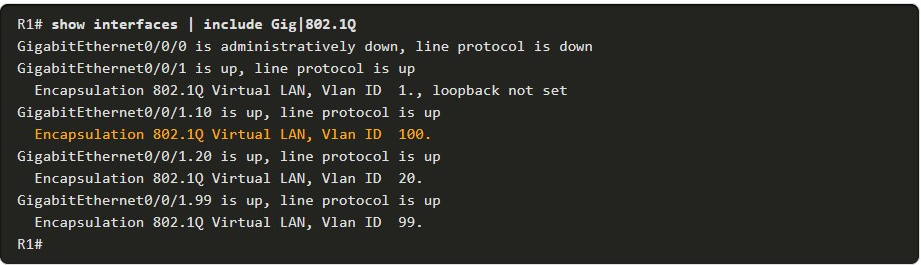 R1# show interfaces | include Gig|802.1Q
GigabitEthernet0/0/0 is administratively down, line protocol is down
GigabitEthernet0/0/1 is up, line protocol is up
  Encapsulation 802.1Q Virtual LAN, Vlan ID  1., loopback not set
GigabitEthernet0/0/1.10 is up, line protocol is up
  Encapsulation 802.1Q Virtual LAN, Vlan ID  100.
GigabitEthernet0/0/1.20 is up, line protocol is up
  Encapsulation 802.1Q Virtual LAN, Vlan ID  20.
GigabitEthernet0/0/1.99 is up, line protocol is up
  Encapsulation 802.1Q Virtual LAN, Vlan ID  99.
R1#